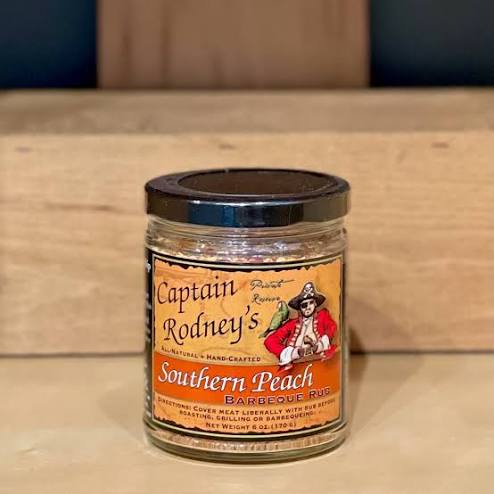 Captain
Private
Reserve
Rodney's
All-Natural • Hand-Crafted
Southern Peach
Barbeque Rub
Directions: Cover meat liberally with rub before
roasting, grilling or barbequeing.
Net Weight 6 oz. (170 g)